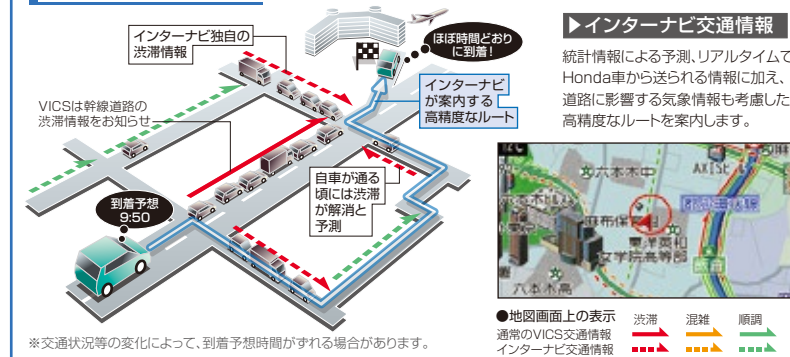 インターナビ独自の
渋滞情報
ほぼ時間どおり
に到着!
VICSは幹線道路の
渋滞情報をお知らせ
インターナビ
が案内する
高精度なルート
自車が通る
頃には渋滞
が解消と
予測
到着予想
9:50
※交通状況等の変化によって、到着予想時間がずれる場合があります。
▶インターナビ交通情報
統計情報による予測、リアルタイムで
Honda車から送られる情報に加え、
道路に影響する気象情報も考慮した
高精度なルートを案内します。
六本木中
AXISビ
麻布保育園
東洋英和
女学院高等部
六本木高
●地図画面上の表示
渋滞 混雑 順調
通常のVICS交通情報
インターナビ交通情報